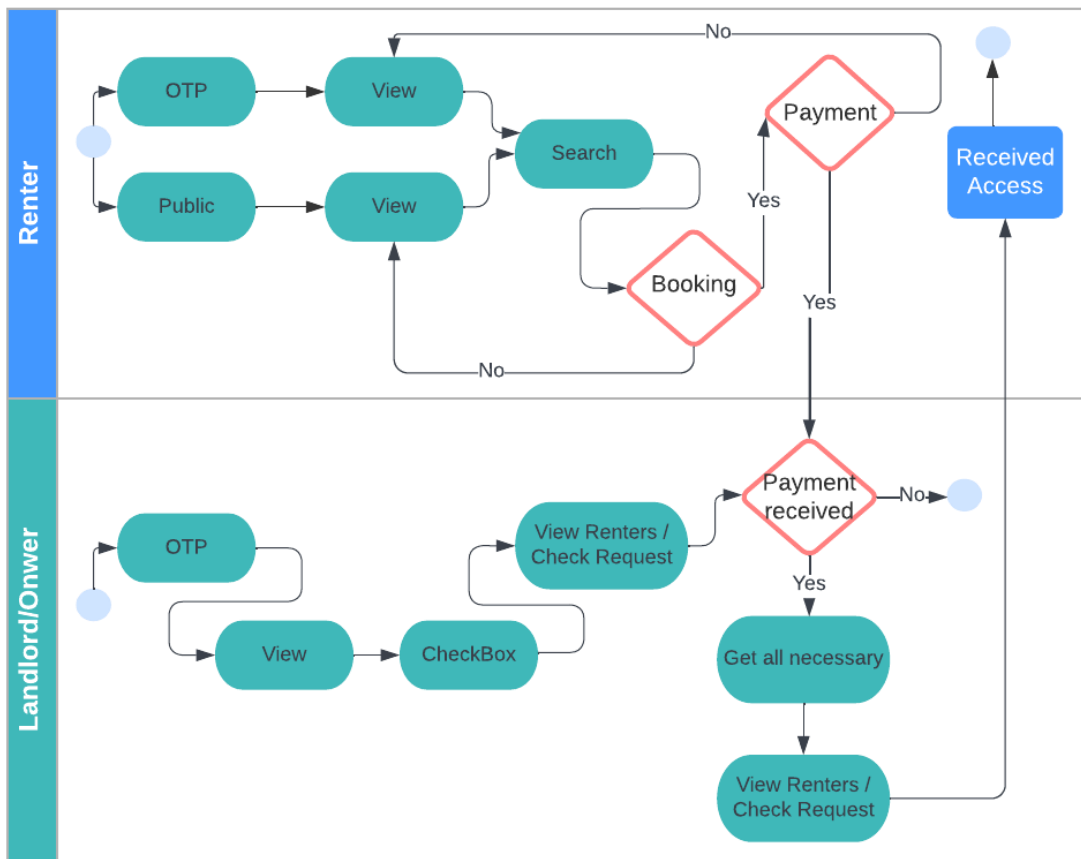 Renter
OTP
View
Public
View
Search
Booking
Yes
No
Payment
No
Yes
Received
Access
Landlord/Onwer
OTP
View
CheckBox
View Renters /
Check Request
Payment
received
No
Yes
Get all necessary
View Renters /
Check Request